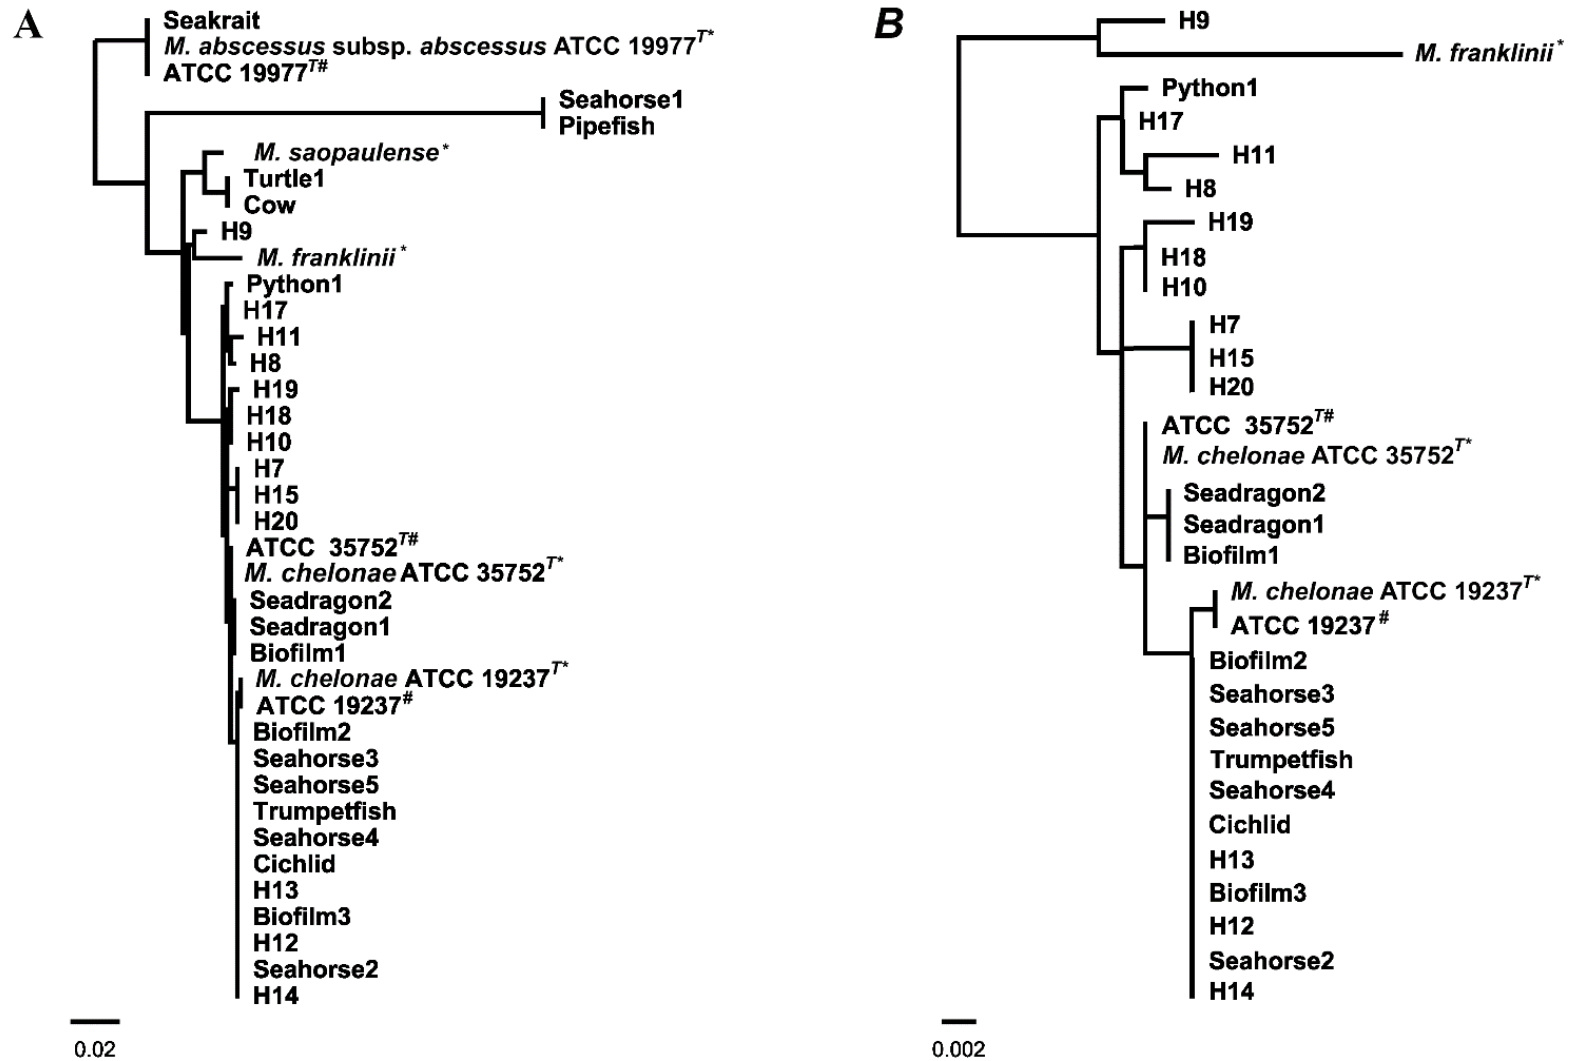 A
Seakrait
M. abscessus subsp. abscessus ATCC 19977T*
ATCC 19977T#
Seahorse1
Pipefish
M. saopaulense*
Turtle1
Cow
H9
M. franklinii*
Python1
H17
H11
H8
H19
H18
H10
H7
H15
H20
ATCC 35752T#
M. chelonae ATCC 35752T*
Seadragon2
Seadragon1
Biofilm1
M. chelonae ATCC 19237T*
ATCC 19237#
Biofilm2
Seahorse3
Seahorse5
Trumpetfish
Seahorse4
Cichlid
H13
Biofilm3
H12
Seahorse2
H14
0.02
B
H9
M. franklinii*
Python1
H17
H11
H8
H19
H18
H10
H7
H15
H20
ATCC 35752T#
M. chelonae ATCC 35752T*
Seadragon2
Seadragon1
Biofilm1
M. chelonae ATCC 19237T*
ATCC 19237#
Biofilm2
Seahorse3
Seahorse5
Trumpetfish
Seahorse4
Cichlid
H13
Biofilm3
H12
Seahorse2
H14
0.002